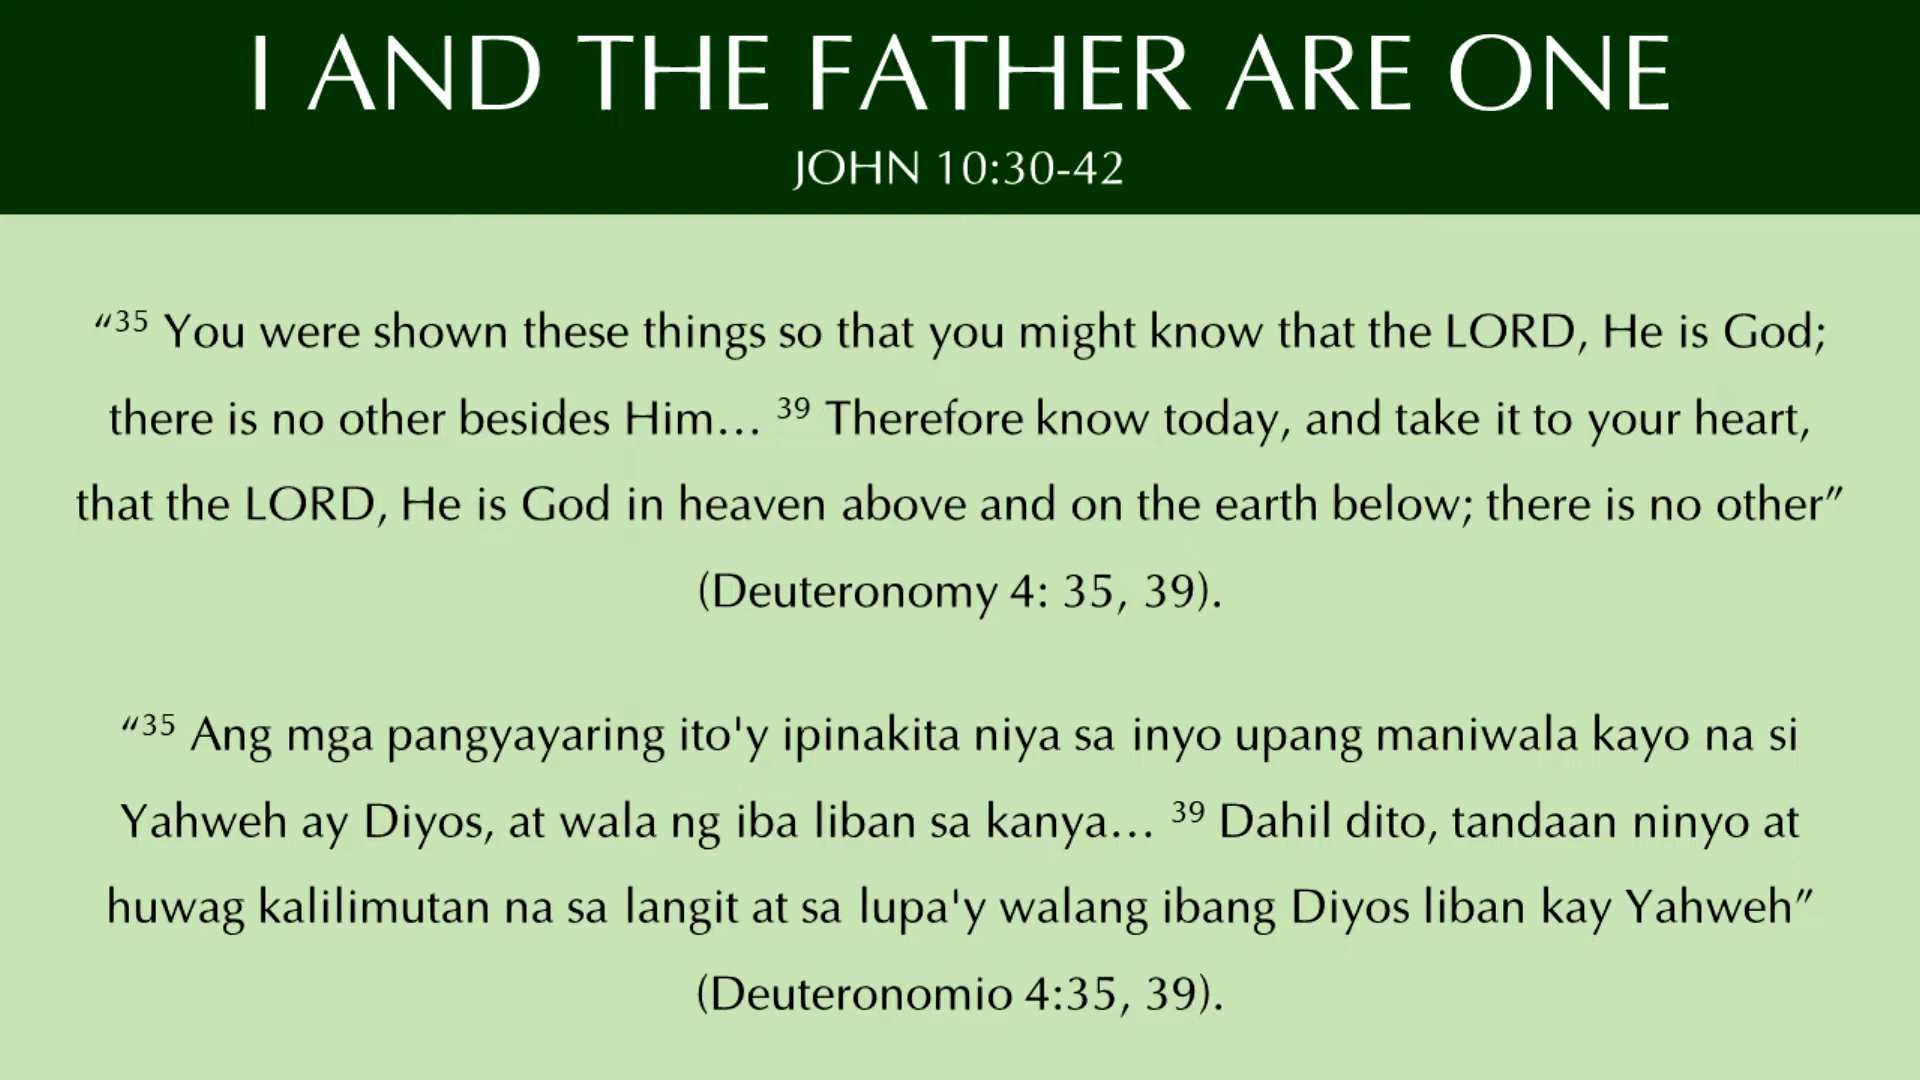 I AND THE FATHER ARE ONE
JOHN 10:30-42
“³⁵ You were shown these things so that you might know that the LORD, He is God;
there is no other besides Him… ³⁹ Therefore know today, and take it to your heart,
that the LORD, He is God in heaven above and on the earth below; there is no other”
(Deuteronomy 4: 35, 39).
“³⁵ Ang mga pangyayaring ito'y ipinakita niya sa inyo upang maniwala kayo na si
Yahweh ay Diyos, at wala ng iba liban sa kanya… ³⁹ Dahil dito, tandaan ninyo at
huwag kalilimutan na sa langit at sa lupa'y walang ibang Diyos liban kay Yahweh”
(Deuteronomio 4:35, 39).